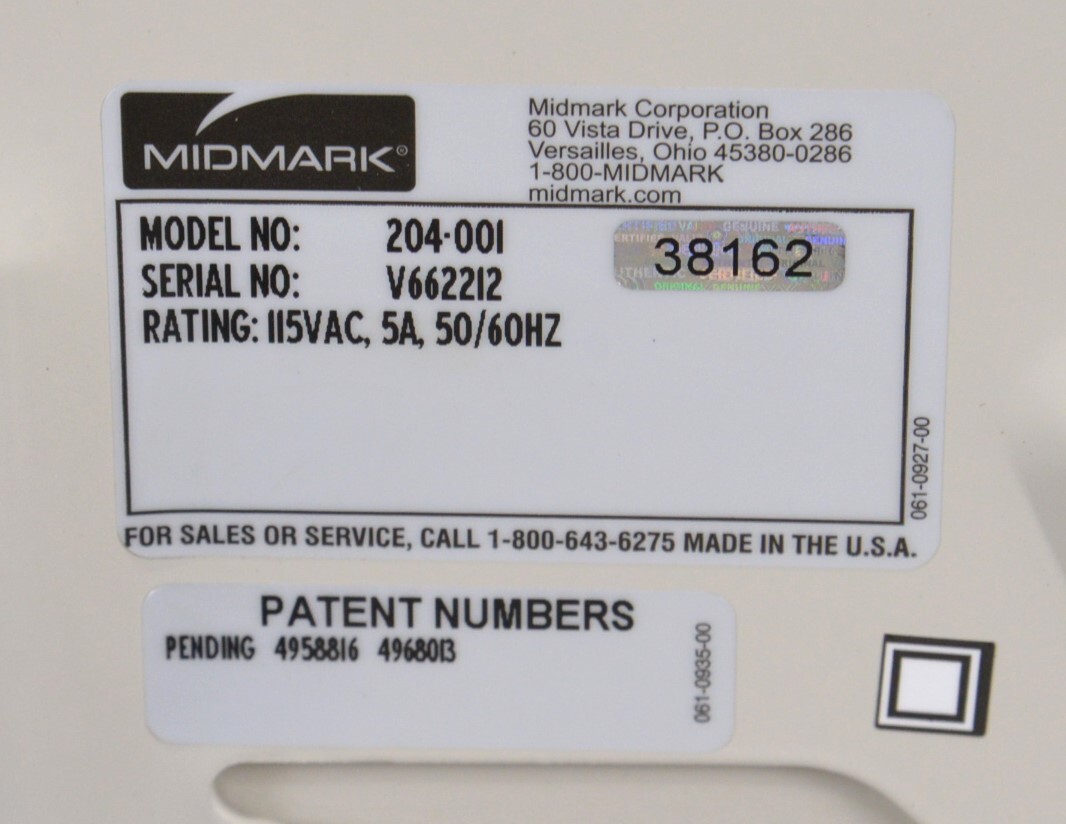 MIDMARK®
Midmark Corporation
60 Vista Drive, P.O. Box 286
Versailles, Ohio 45380-0286
1-800-MIDMARK
midmark.com
MODEL NO: 204-001
SERIAL NO: V662212
RATING: 115VAC, 5A, 50/60HZ
38162
ORIGINAL GENUINE
061-0927-00
FOR SALES OR SERVICE, CALL 1-800-643-6275 MADE IN THE U.S.A.
PATENT NUMBERS
PENDING 4958816 4968013
061-0935-00